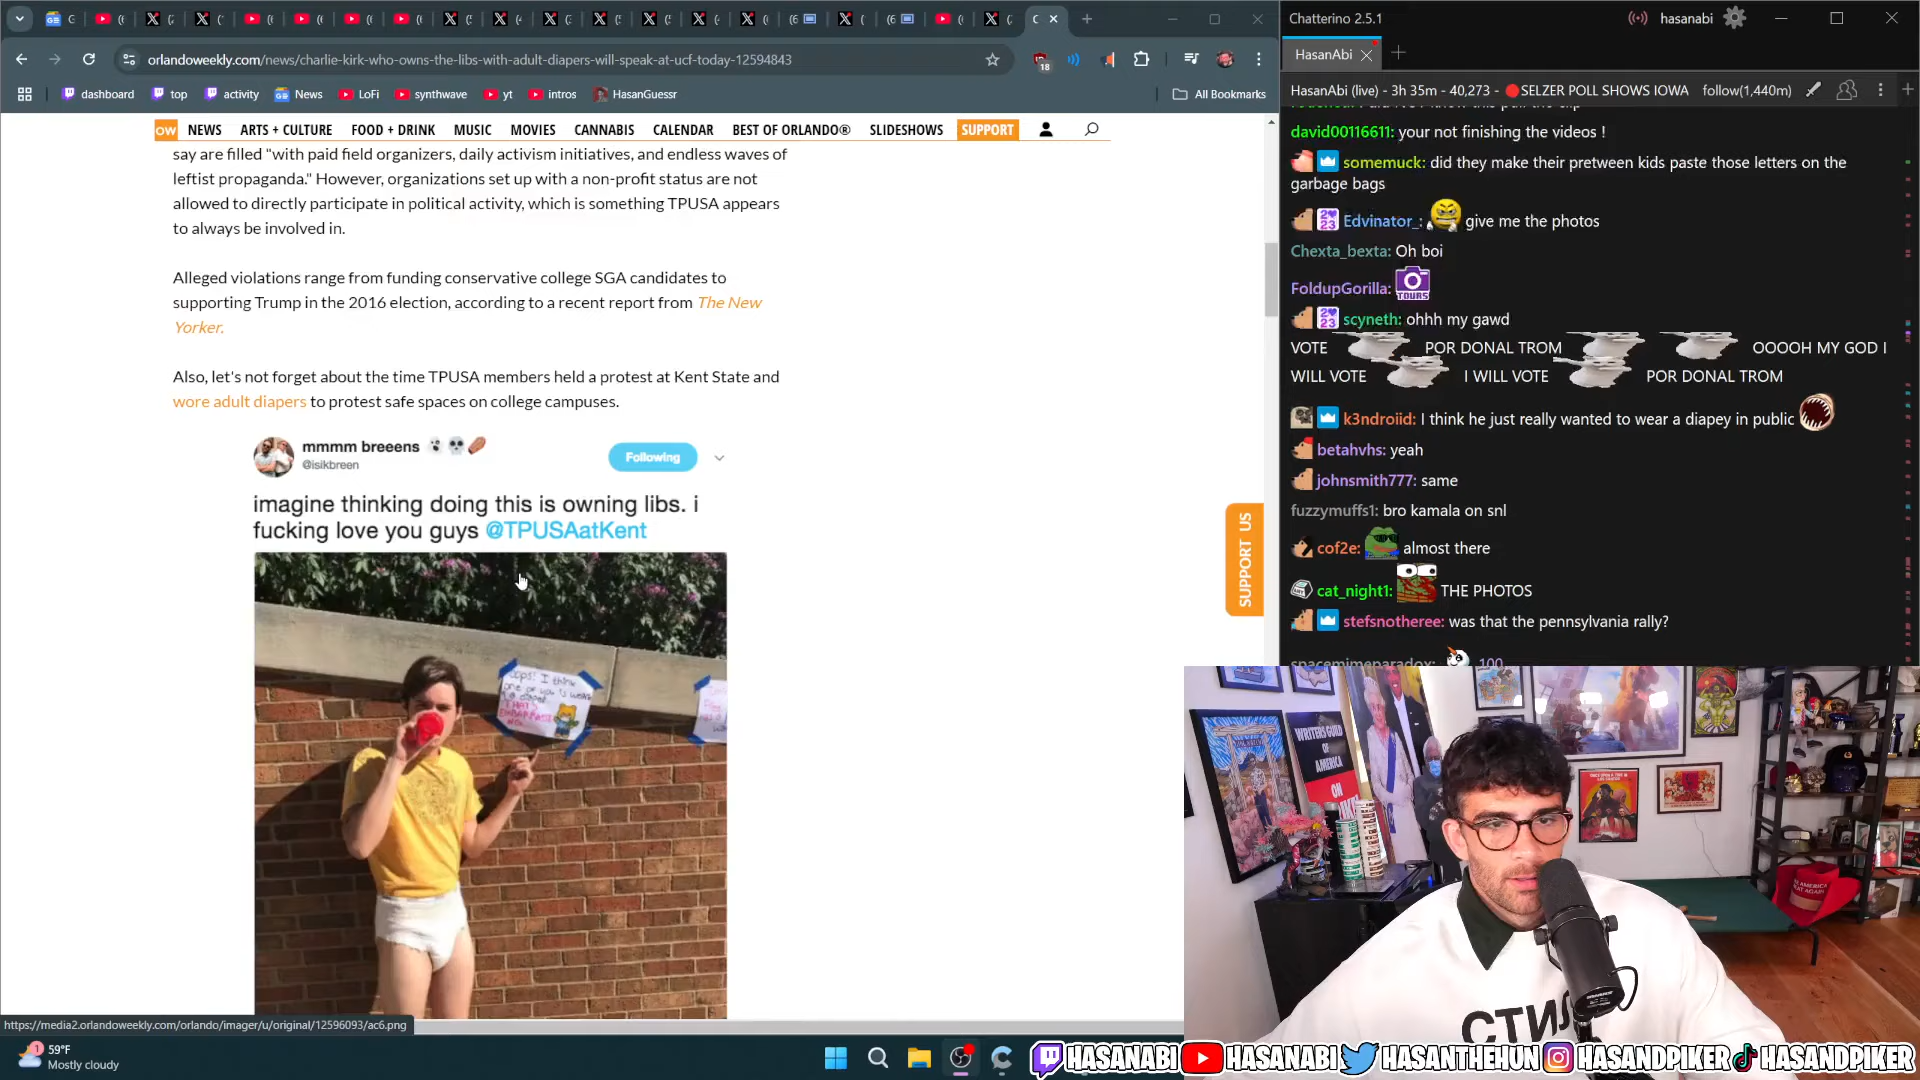 Chatterino 2.5.1
hasanabi
HasanAbi
orlandoweekly.com/news/charlie-kirk-who-owns-the-libs-with-adult-diapers-will-speak-at-ucf-today-12594843
18
dashboard
top
activity
News
LoFi
synthwave
yt
intros
HasanGuessr
All Bookmarks
HasanAbi (live) - 3h 35m - 40,273 - 🔴SELZER POLL SHOWS IOWA
follow(1,440m)
OW
NEWS
ARTS + CULTURE
FOOD + DRINK
MUSIC
MOVIES
CANNABIS
CALENDAR
BEST OF ORLANDO®
SLIDESHOWS
SUPPORT
say are filled "with paid field organizers, daily activism initiatives, and endless waves of
leftist propaganda." However, organizations set up with a non-profit status are not
allowed to directly participate in political activity, which is something TPUSA appears
to always be involved in.
Alleged violations range from funding conservative college SGA candidates to
supporting Trump in the 2016 election, according to a recent report from The New
Yorker.
Also, let's not forget about the time TPUSA members held a protest at Kent State and
wore adult diapers to protest safe spaces on college campuses.
mmmm breeens
@isikbreen
Following
imagine thinking doing this is owning libs. i
fucking love you guys @TPUSAatKent
SUPPORT US
david00116611: your not finishing the videos !
somemuck: did they make their pretween kids paste those letters on the
garbage bags
Edvinator_: give me the photos
Chexta_bexta: Oh boi
FoldupGorilla: TOURS
scyneth: ohhh my gawd
VOTE POR DONAL TROM OOOOH MY GOD I
WILL VOTE I WILL VOTE POR DONAL TROM
k3ndroiid: I think he just really wanted to wear a diapey in public
betahvhs: yeah
johnsmith777: same
fuzzymuffs1: bro kamala on snl
cof2e: almost there
cat_night1: THE PHOTOS
stefsnotheree: was that the pennsylvania rally?
spacemimeparadox: 100
WRITERS GUILD
OF
AMERICA
ON
СТИЛ
https://media2.orlandoweekly.com/orlando/imager/u/original/12596093/ac6.png
1
59°F
Mostly cloudy
HASANABI
HASANABI
HASANTHEHUN
HASANDPIKER
HASANDPIKER